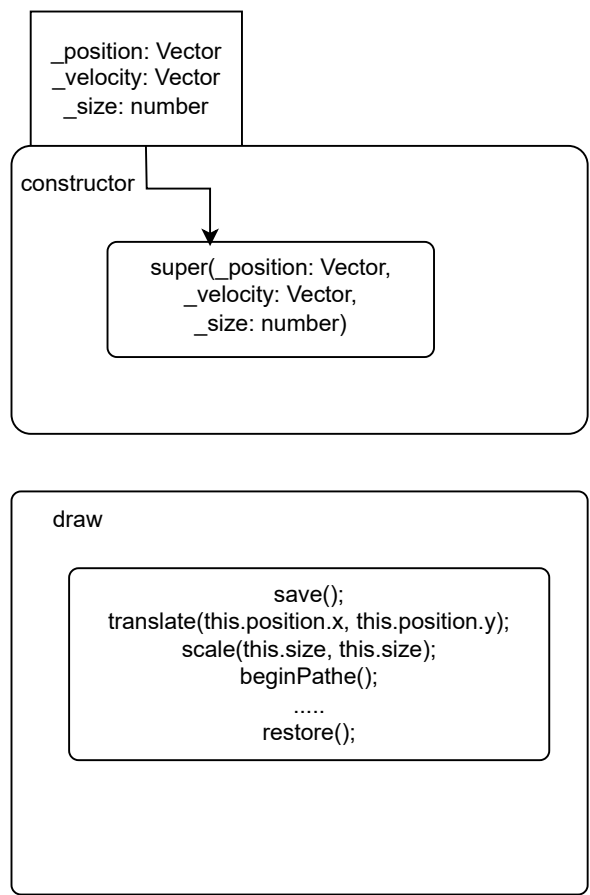 _position: Vector
_velocity: Vector
_size: number
constructor
super(_position: Vector,
_velocity: Vector,
_size: number)
draw
save();
translate(this.position.x, this.position.y);
scale(this.size, this.size);
beginPathe();
.....
restore();